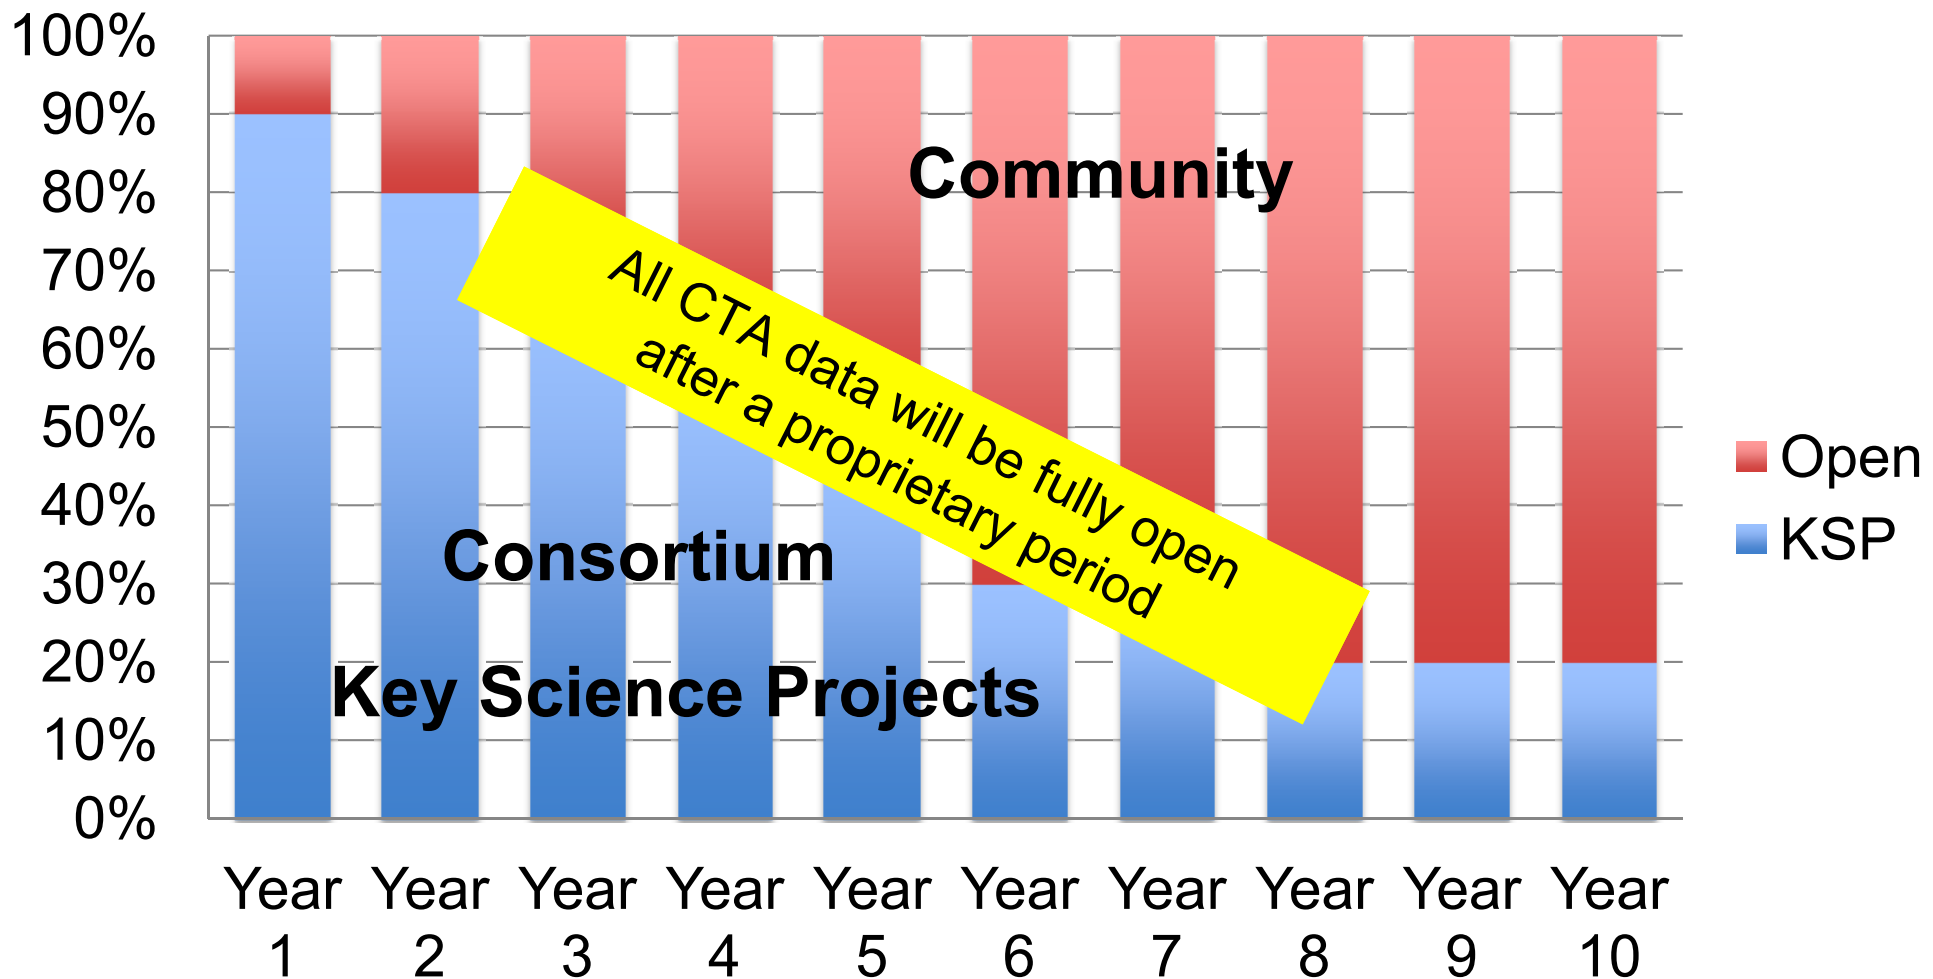 100%
90%
80%
70%
60%
50%
40%
30%
20%
10%
0%
Community
All CTA data will be fully open
after a proprietary period
Consortium
Key Science Projects
Open
KSP
Year Year Year Year Year Year Year Year Year Year
1 2 3 4 5 6 7 8 9 10